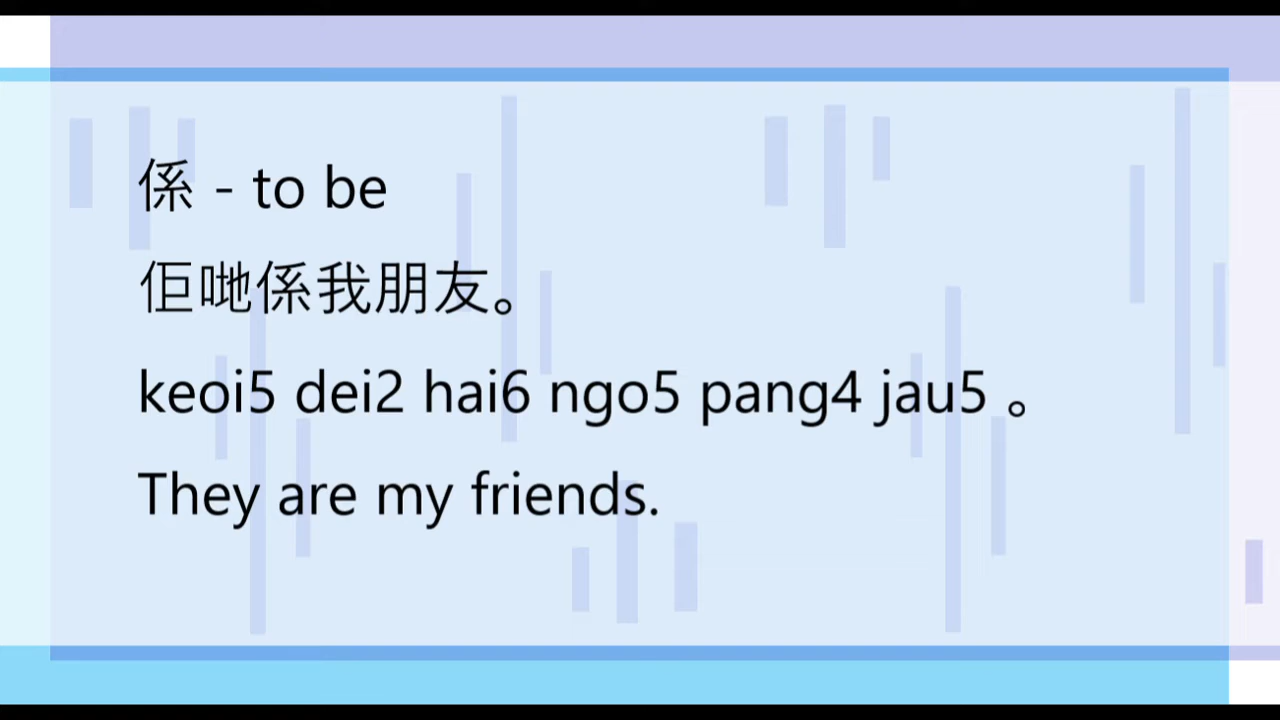 係 - to be
佢哋係我朋友。
keoi5 dei2 hai6 ngo5 pang4 jau5 。
They are my friends.